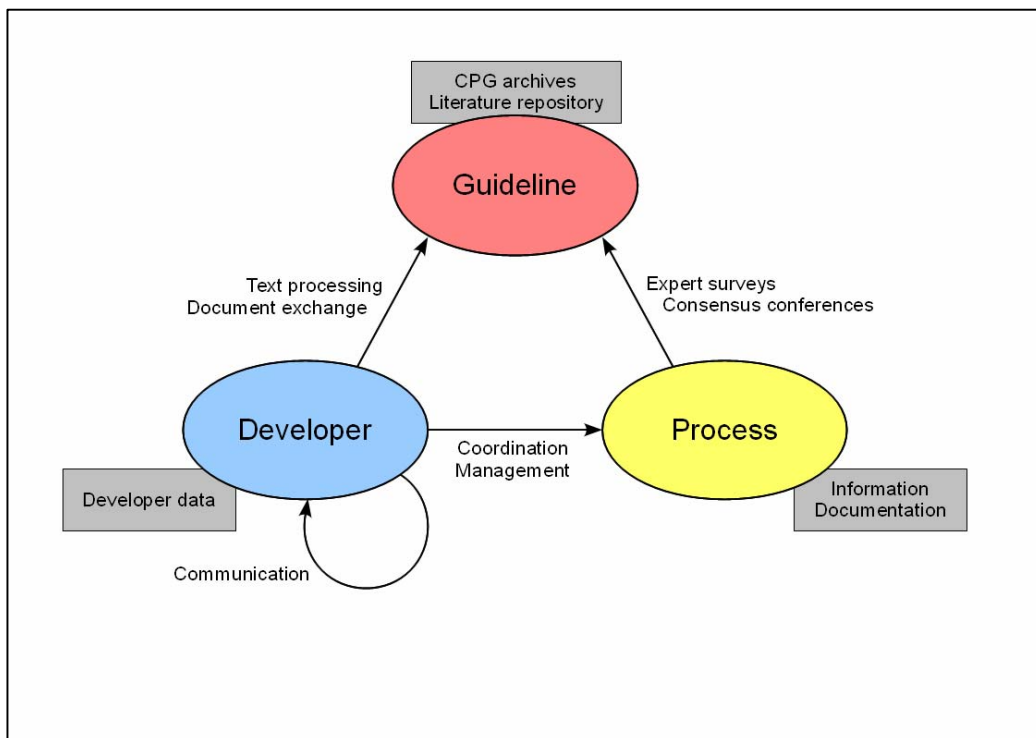 CPG archives
Literature repository
Guideline
Text processing
Document exchange
Expert surveys
Consensus conferences
Developer
Coordination
Management
Process
Developer data
Information
Documentation
Communication